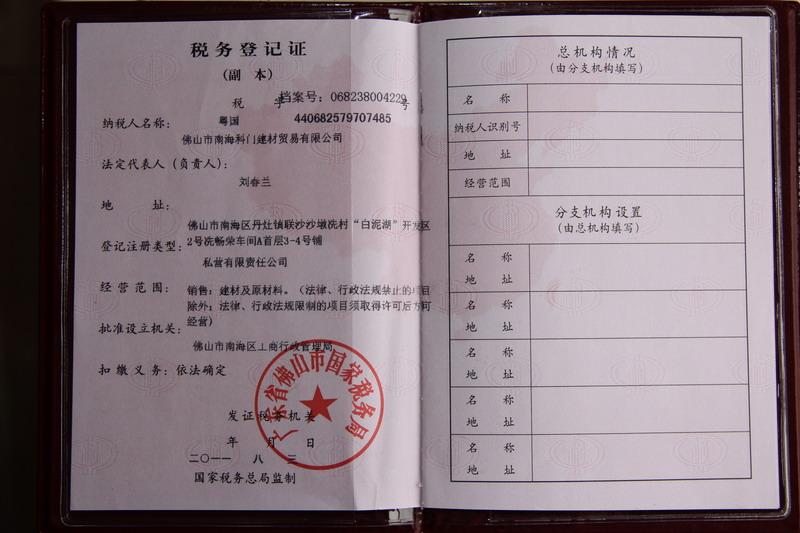 税务登记证
(副 本)
档案号：068238004229
税 字 号
粤国 440682579707485
纳税人名称：
佛山市南海科门建材贸易有限公司
法定代表人（负责人）：
刘春兰
地 址：
佛山市南海区丹灶镇联沙沙墩冼村“白泥湖”开发区
2号冼畅荣车间A首层3-4号铺
登记注册类型：
私营有限责任公司
经营范围：
销售：建材及原材料。（法律、行政法规禁止的项目
除外；法律、行政法规限制的项目须取得许可后方可
经营）
批准设立机关：
佛山市南海区工商行政管理局
扣缴义务：依法确定
广东省佛山市国家税务局
发证税务机关
年 月 日
二〇一一 八 三
国家税务总局监制
总机构情况
（由分支机构填写）
名 称
纳税人识别号
地 址
经营范围
分支机构设置
（由总机构填写）
名 称
地 址
名 称
地 址
名 称
地 址
名 称
地 址
名 称
地 址